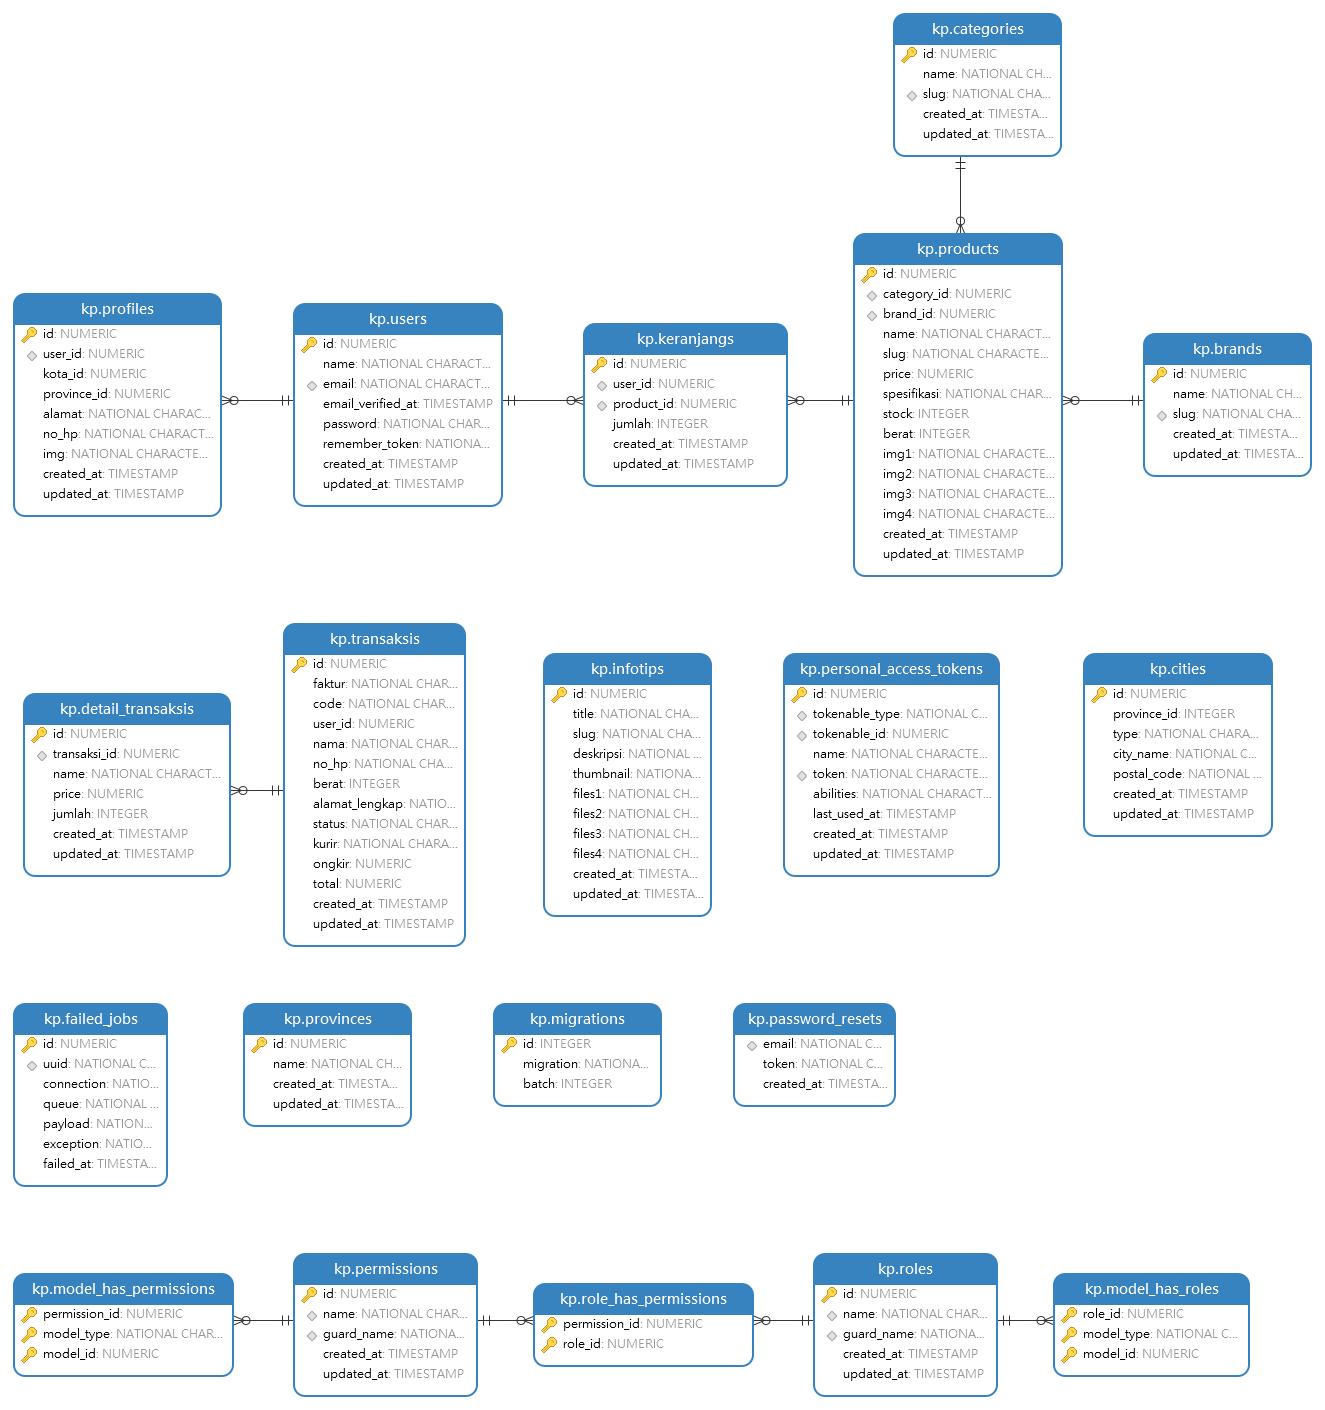 kp.categories
id: NUMERIC
name: NATIONAL CH...
slug: NATIONAL CHA...
created_at: TIMESTA...
updated_at: TIMESTA...
kp.products
id: NUMERIC
category_id: NUMERIC
brand_id: NUMERIC
name: NATIONAL CHARACT...
slug: NATIONAL CHARACTE...
price: NUMERIC
spesifikasi: NATIONAL CHAR...
stock: INTEGER
berat: INTEGER
img1: NATIONAL CHARACTE...
img2: NATIONAL CHARACTE...
img3: NATIONAL CHARACTE...
img4: NATIONAL CHARACTE...
created_at: TIMESTAMP
updated_at: TIMESTAMP
kp.profiles
id: NUMERIC
user_id: NUMERIC
kota_id: NUMERIC
province_id: NUMERIC
alamat: NATIONAL CHARAC...
no_hp: NATIONAL CHARACT...
img: NATIONAL CHARACTE...
created_at: TIMESTAMP
updated_at: TIMESTAMP
kp.users
id: NUMERIC
name: NATIONAL CHARACT...
email: NATIONAL CHARACT...
email_verified_at: TIMESTAMP
password: NATIONAL CHAR...
remember_token: NATIONA...
created_at: TIMESTAMP
updated_at: TIMESTAMP
kp.keranjangs
id: NUMERIC
user_id: NUMERIC
product_id: NUMERIC
jumlah: INTEGER
created_at: TIMESTAMP
updated_at: TIMESTAMP
kp.brands
id: NUMERIC
name: NATIONAL CH...
slug: NATIONAL CHA...
created_at: TIMESTA...
updated_at: TIMESTA...
kp.detail_transaksis
id: NUMERIC
transaksi_id: NUMERIC
name: NATIONAL CHARACT...
price: NUMERIC
jumlah: INTEGER
created_at: TIMESTAMP
updated_at: TIMESTAMP
kp.transaksis
id: NUMERIC
faktur: NATIONAL CHAR...
code: NATIONAL CHAR...
user_id: NUMERIC
nama: NATIONAL CHAR...
no_hp: NATIONAL CHA...
berat: INTEGER
alamat_lengkap: NATIO...
status: NATIONAL CHAR...
kurir: NATIONAL CHARA...
ongkir: NUMERIC
total: NUMERIC
created_at: TIMESTAMP
updated_at: TIMESTAMP
kp.infotips
id: NUMERIC
title: NATIONAL CHA...
slug: NATIONAL CHA...
deskripsi: NATIONAL ...
thumbnail: NATIONA...
files1: NATIONAL CH...
files2: NATIONAL CH...
files3: NATIONAL CH...
files4: NATIONAL CH...
created_at: TIMESTA...
updated_at: TIMESTA...
kp.personal_access_tokens
id: NUMERIC
tokenable_type: NATIONAL C...
tokenable_id: NUMERIC
name: NATIONAL CHARACTE...
token: NATIONAL CHARACTE...
abilities: NATIONAL CHARACT...
last_used_at: TIMESTAMP
created_at: TIMESTAMP
updated_at: TIMESTAMP
kp.cities
id: NUMERIC
province_id: INTEGER
type: NATIONAL CHARA...
city_name: NATIONAL C...
postal_code: NATIONAL ...
created_at: TIMESTAMP
updated_at: TIMESTAMP
kp.failed_jobs
id: NUMERIC
uuid: NATIONAL C...
connection: NATIO...
queue: NATIONAL ...
payload: NATION...
exception: NATIO...
failed_at: TIMESTA...
kp.provinces
id: NUMERIC
name: NATIONAL CH...
created_at: TIMESTA...
updated_at: TIMESTA...
kp.migrations
id: INTEGER
migration: NATIONA...
batch: INTEGER
kp.password_resets
email: NATIONAL C...
token: NATIONAL C...
created_at: TIMESTA...
kp.model_has_permissions
permission_id: NUMERIC
model_type: NATIONAL CHAR...
model_id: NUMERIC
kp.permissions
id: NUMERIC
name: NATIONAL CHAR...
guard_name: NATIONA...
created_at: TIMESTAMP
updated_at: TIMESTAMP
kp.role_has_permissions
permission_id: NUMERIC
role_id: NUMERIC
kp.roles
id: NUMERIC
name: NATIONAL CHAR...
guard_name: NATIONA...
created_at: TIMESTAMP
updated_at: TIMESTAMP
kp.model_has_roles
role_id: NUMERIC
model_type: NATIONAL C...
model_id: NUMERIC